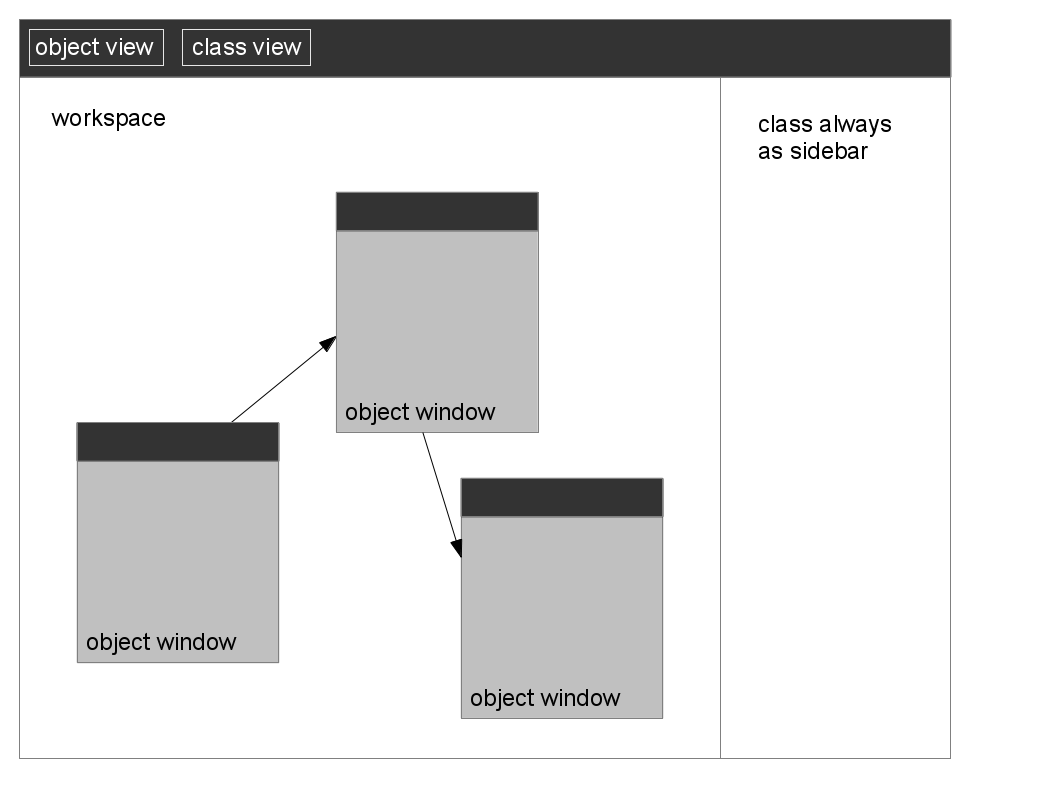 object view
class view
workspace
class always
as sidebar
object window
object window
object window